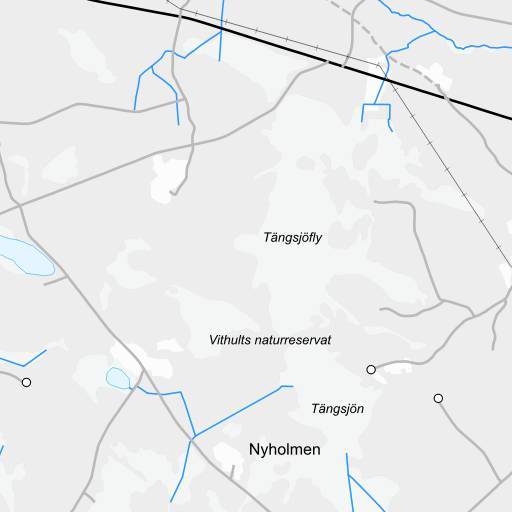 Tängsjöfly
Vithults naturreservat
Tängsjön
Nyholmen